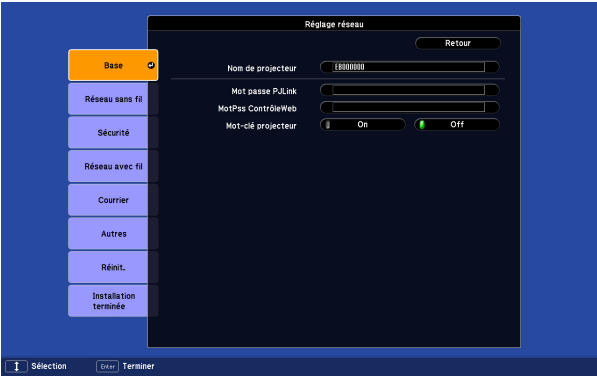 Réglage réseau
Retour
Base
Nom de projecteur EB000000
Réseau sans fil
Mot passe PJLink
MotPss ContrôleWeb
Mot-clé projecteur On Off
Sécurité
Réseau avec fil
Courrier
Autres
Réinit.
Installation
terminée
Sélection Enter Terminer